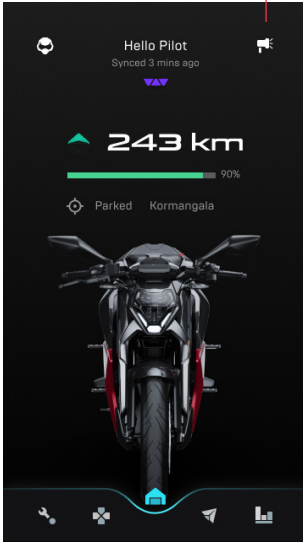 Hello Pilot
Synced 3 mins ago
243 km
90%
Parked Kormangala